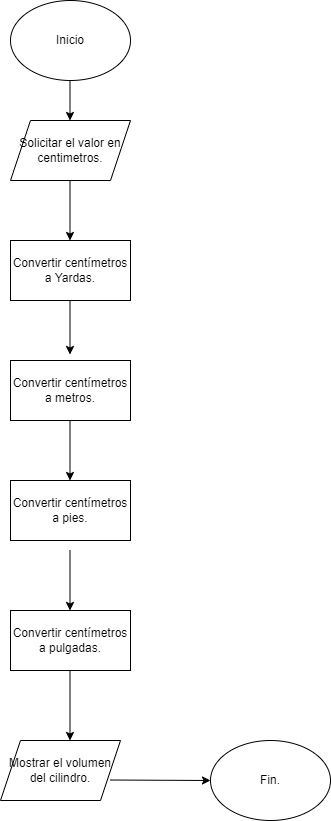 Inicio
Solicitar el valor en
centimetros.
Convertir centímetros
a Yardas.
Convertir centímetros
a metros.
Convertir centímetros
a pies.
Convertir centímetros
a pulgadas.
Mostrar el volumen
del cilindro.
Fin.